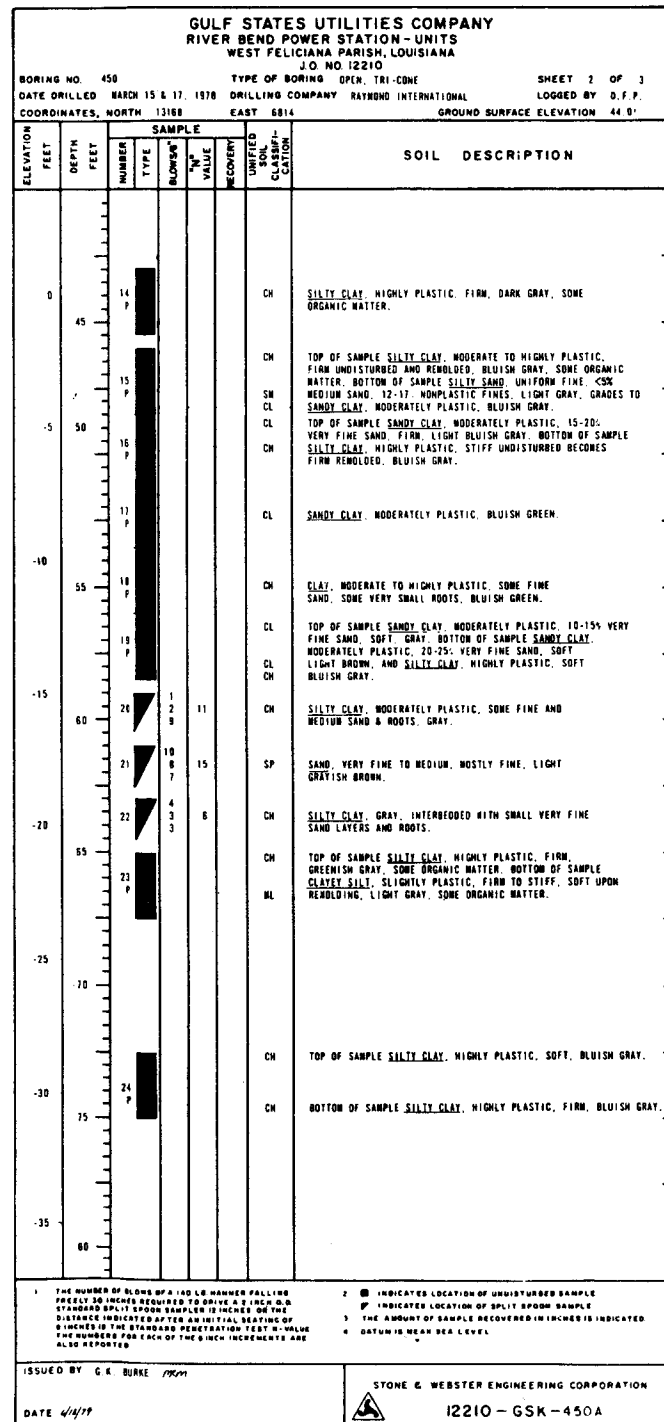 GULF STATES UTILITIES COMPANY
RIVER BEND POWER STATION - UNITS
WEST FELICIANA PARISH, LOUISIANA
J.O. NO. 12210
BORING NO. 450 TYPE OF BORING OPEN, TRI-CONE SHEET 2 OF 3
DATE DRILLED MARCH 15 & 17, 1978 DRILLING COMPANY RAYMOND INTERNATIONAL LOGGED BY D.F.P.
COORDINATES, NORTH 13168 EAST 6814 GROUND SURFACE ELEVATION 44.0'
ELEVATION FEET
DEPTH FEET
SAMPLE
NUMBER
TYPE
BLOWS/6"
"N" VALUE
RECOVERY
UNIFIED SOIL CLASSIFI-CATION
SOIL DESCRIPTION
0 14 P CH SILTY CLAY, HIGHLY PLASTIC. FIRM, DARK GRAY, SOME
ORGANIC MATTER.
45
15 P CH TOP OF SAMPLE SILTY CLAY, MODERATE TO HIGHLY PLASTIC,
FIRM UNDISTURBED AND REMOLDED, BLUISH GRAY, SOME ORGANIC
MATTER. BOTTOM OF SAMPLE SILTY SAND, UNIFORM FINE, <5%
SM MEDIUM SAND, 12-17 NONPLASTIC FINES, LIGHT GRAY, GRADES TO
CL SANDY CLAY, MODERATELY PLASTIC, BLUISH GRAY.
-5 50 16 P CL TOP OF SAMPLE SANDY CLAY, MODERATELY PLASTIC, 15-20%
VERY FINE SAND, FIRM, LIGHT BLUISH GRAY. BOTTOM OF SAMPLE
CH SILTY CLAY, HIGHLY PLASTIC, STIFF UNDISTURBED BECOMES
FIRM REMOLDED, BLUISH GRAY.
17 P CL SANDY CLAY, MODERATELY PLASTIC, BLUISH GREEN.
-10
55 18 P CH CLAY, MODERATE TO HIGHLY PLASTIC, SOME FINE
SAND, SOME VERY SMALL ROOTS, BLUISH GREEN.
19 P CL TOP OF SAMPLE SANDY CLAY, MODERATELY PLASTIC, 10-15% VERY
FINE SAND, SOFT, GRAY. BOTTOM OF SAMPLE SANDY CLAY,
MODERATELY PLASTIC, 20-25% VERY FINE SAND, SOFT
CL LIGHT BROWN, AND SILTY CLAY, HIGHLY PLASTIC, SOFT
CH BLUISH GRAY.
-15
60 20 1 2 9 11 CH SILTY CLAY, MODERATELY PLASTIC, SOME FINE AND
MEDIUM SAND & ROOTS, GRAY.
21 10 8 7 15 SP SAND, VERY FINE TO MEDIUM, MOSTLY FINE, LIGHT
GRAYISH BROWN.
-20 22 4 3 3 6 CH SILTY CLAY, GRAY, INTERBEDDED WITH SMALL VERY FINE
SAND LAYERS AND ROOTS.
65 23 P CH TOP OF SAMPLE SILTY CLAY, HIGHLY PLASTIC, FIRM,
GREENISH GRAY, SOME ORGANIC MATTER. BOTTOM OF SAMPLE
CLAYEY SILT, SLIGHTLY PLASTIC, FIRM TO STIFF, SOFT UPON
ML REMOLDING, LIGHT GRAY, SOME ORGANIC MATTER.
-25
70
CH TOP OF SAMPLE SILTY CLAY, HIGHLY PLASTIC, SOFT, BLUISH GRAY.
-30 24 P
75 CH BOTTOM OF SAMPLE SILTY CLAY, HIGHLY PLASTIC, FIRM, BLUISH GRAY.
-35
60
1 THE NUMBER OF BLOWS OF A 140 LB HAMMER FALLING
FREELY 30 INCHES REQUIRED TO DRIVE A 2 INCH O.D.
STANDARD SPLIT SPOON SAMPLER 12 INCHES OR THE
DISTANCE INDICATED AFTER AN INITIAL SEATING OF
6 INCHES IS THE STANDARD PENETRATION TEST N-VALUE
THE NUMBERS FOR EACH OF THE 6 INCH INCREMENTS ARE
ALSO REPORTED
2 INDICATES LOCATION OF UNDISTURBED SAMPLE
INDICATES LOCATION OF SPLIT SPOON SAMPLE
3 THE AMOUNT OF SAMPLE RECOVERED IN INCHES IS INDICATED
4 DATUM IS MEAN SEA LEVEL
ISSUED BY G.K. BURKE
DATE 4/12/79
STONE & WEBSTER ENGINEERING CORPORATION
12210-GSK-450A